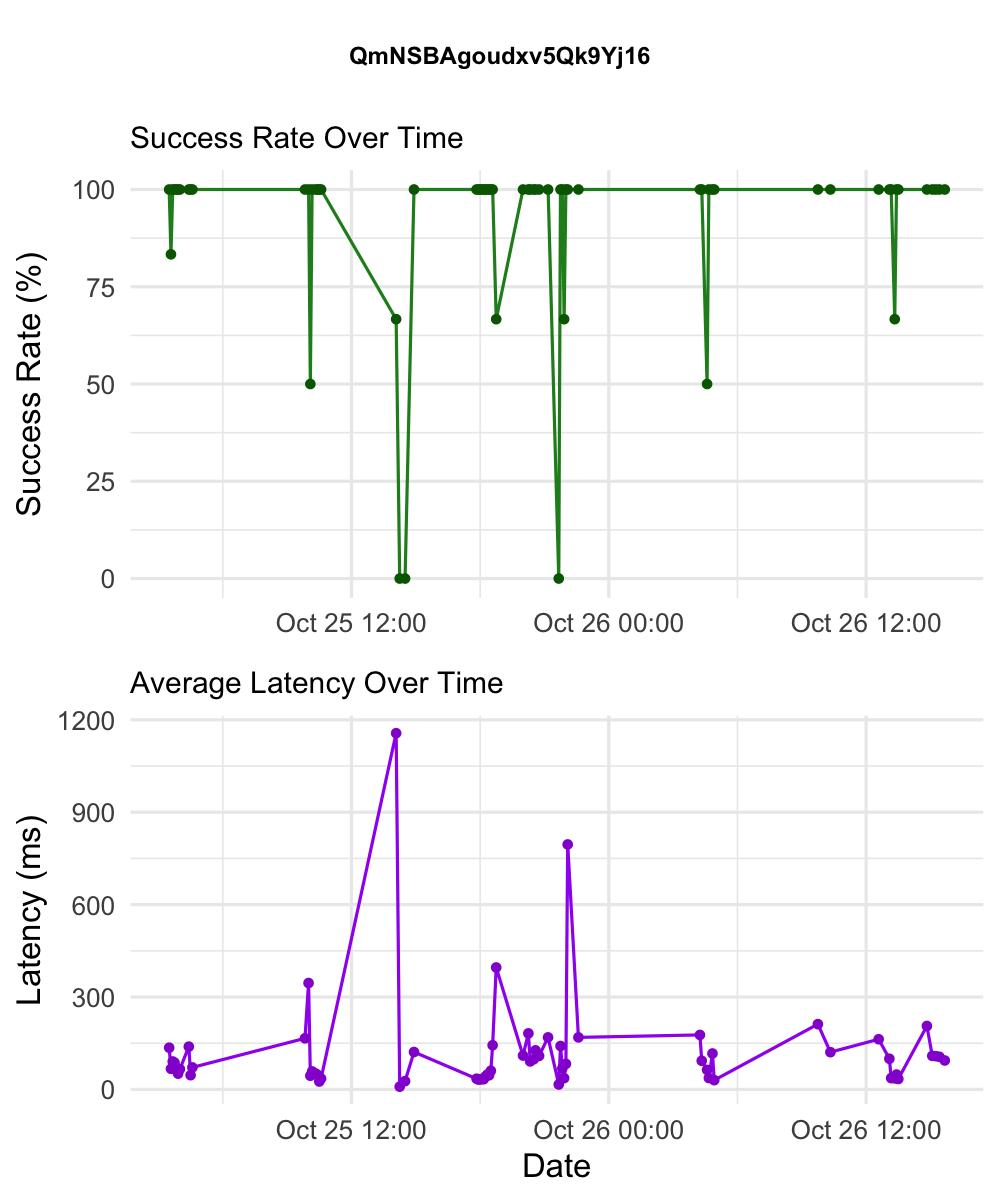 QmNSBAgoudxv5Qk9Yj16
Success Rate Over Time
Success Rate (%)
100
75
50
25
0
Oct 25 12:00 Oct 26 00:00 Oct 26 12:00
Average Latency Over Time
Latency (ms)
1200
900
600
300
0
Oct 25 12:00 Oct 26 00:00 Oct 26 12:00
Date